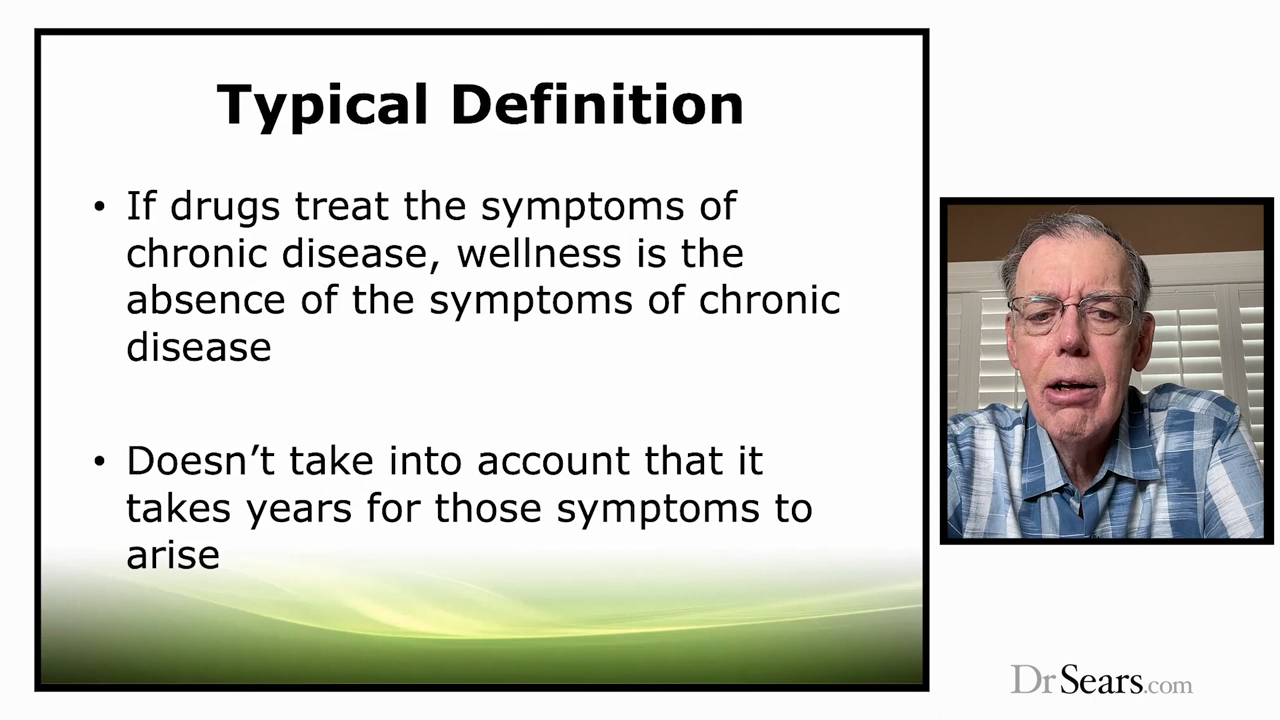 Typical Definition
• If drugs treat the symptoms of
chronic disease, wellness is the
absence of the symptoms of chronic
disease
• Doesn’t take into account that it
takes years for those symptoms to
arise
DrSears.com